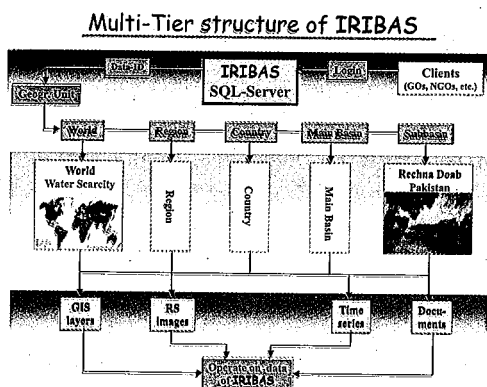 Multi-Tier structure of IRIBAS
Data-ID
IRIBAS
SQL-Server
Login
Clients
(GOs, NGOs, etc.)
Geogr. Unit
World
Region
Country
Main Basin
Subbasin
World
Water Scarcity
Region
Country
Main Basin
Rechna Doab
Pakistan
GIS
layers
RS
images
Time
series
Docu-
ments
Operate on data
of IRIBAS